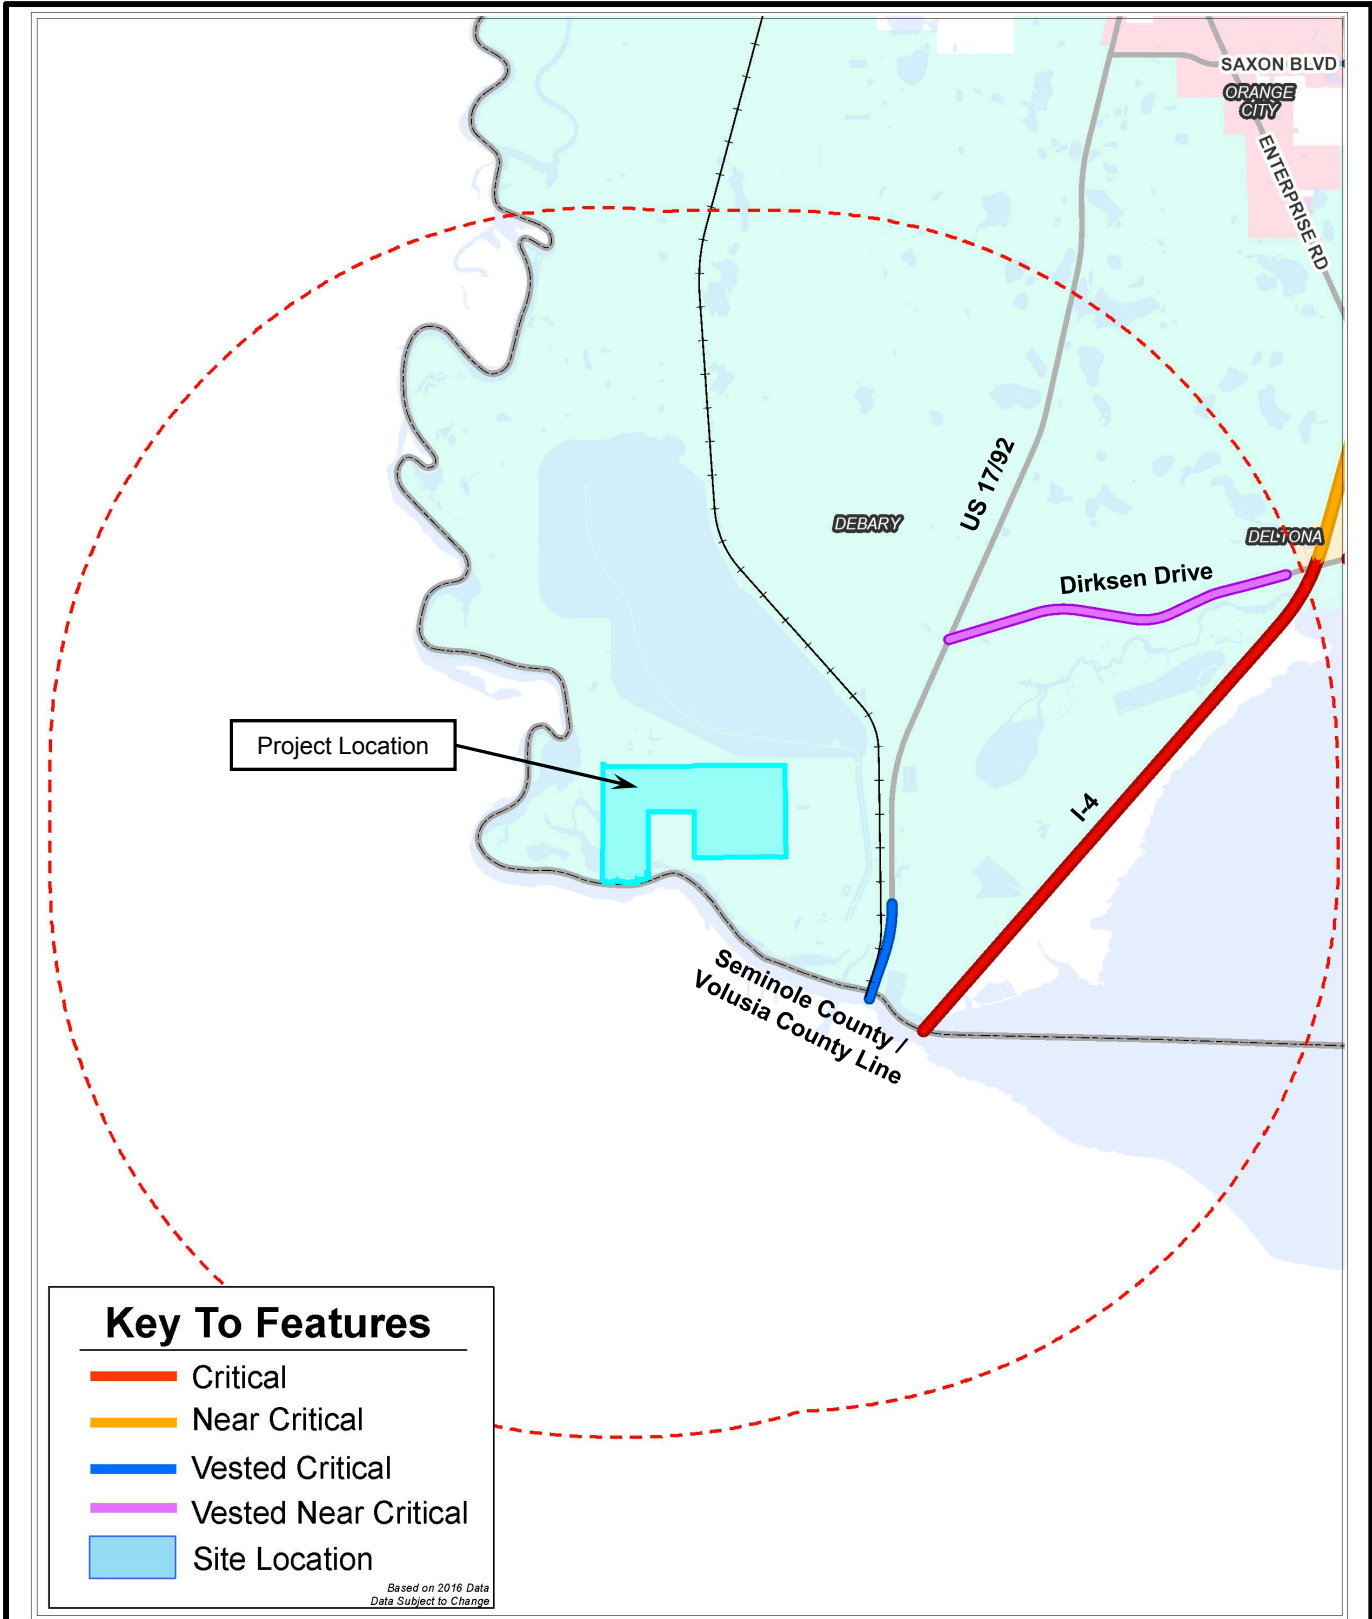 SAXON BLVD
ORANGE
CITY
ENTERPRISE RD
US 17/92
DEBARY
DELTONA
Dirksen Drive
Project Location
I-4
Seminole County /
Volusia County Line
Key To Features
Critical
Near Critical
Vested Critical
Vested Near Critical
Site Location
Based on 2016 Data
Data Subject to Change